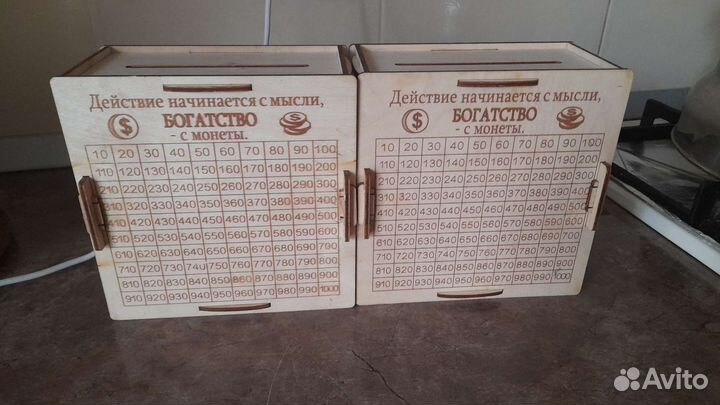 Действие начинается с мысли,
$ БОГАТСТВО
- с монеты.
10 20 30 40 50 60 70 80 90 100
110 120 130 140 150 160 170 180 190 200
210 220 230 240 250 260 270 280 290 300
310 320 330 340 350 360 370 380 390 400
410 420 430 440 450 460 470 480 490 500
510 520 530 540 550 560 570 580 590 600
610 620 630 640 650 660 670 680 690 700
710 720 730 740 750 760 770 780 790 800
810 820 830 840 850 860 870 880 890 900
910 920 930 940 950 960 970 980 990 1000
Действие начинается с мысли,
$ БОГАТСТВО
- с монеты.
10 20 30 40 50 60 70 80 90 100
110 120 130 140 150 160 170 180 190 200
210 220 230 240 250 260 270 280 290 300
310 320 330 340 350 360 370 380 390 400
410 420 430 440 450 460 470 480 490 500
510 520 530 540 550 560 570 580 590 600
610 620 630 640 650 660 670 680 690 700
710 720 730 740 750 760 770 780 790 800
810 820 830 840 850 860 870 880 890 900
910 920 930 940 950 960 970 980 990 1000
Avito